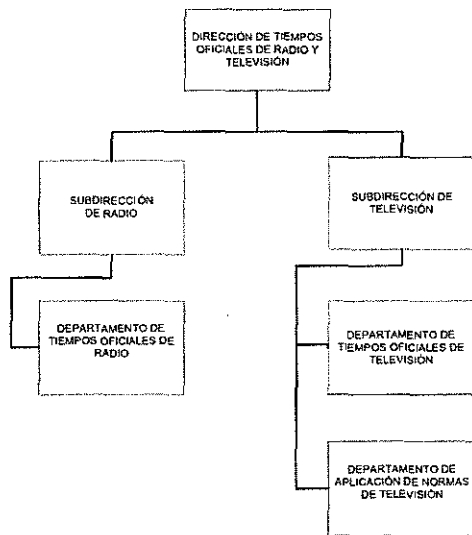 DIRECCIÓN DE TIEMPOS
OFICIALES DE RADIO Y
TELEVISIÓN
SUBDIRECCIÓN
DE RADIO
SUBDIRECCIÓN DE
TELEVISIÓN
DEPARTAMENTO DE
TIEMPOS OFICIALES DE
RADIO
DEPARTAMENTO DE
TIEMPOS OFICIALES DE
TELEVISIÓN
DEPARTAMENTO DE
APLICACIÓN DE NORMAS
DE TELEVISIÓN